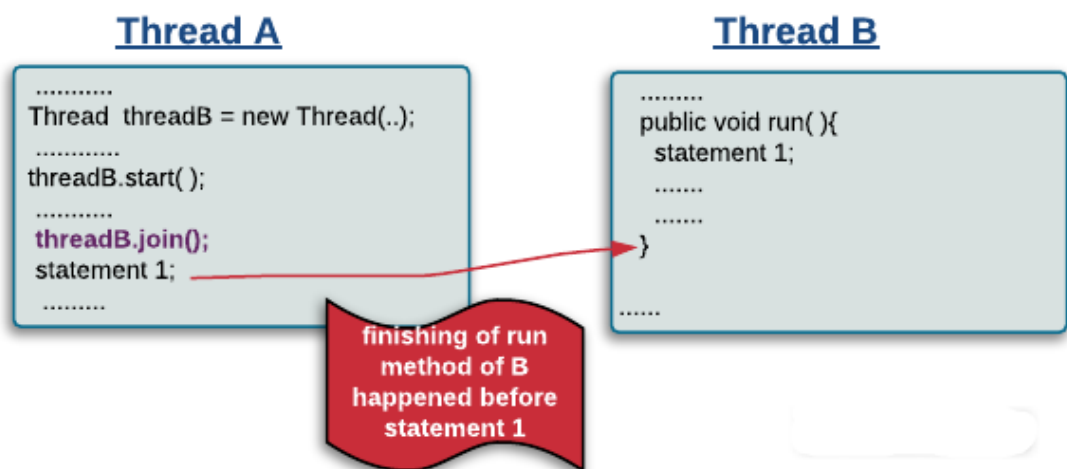 Thread A
...........
Thread  threadB = new Thread(..);
............
threadB.start( );
...........
threadB.join();
statement 1;
.........
Thread B
.........
public void run( ){
statement 1;
.......
.......
}
......
finishing of run
method of B
happened before
statement 1